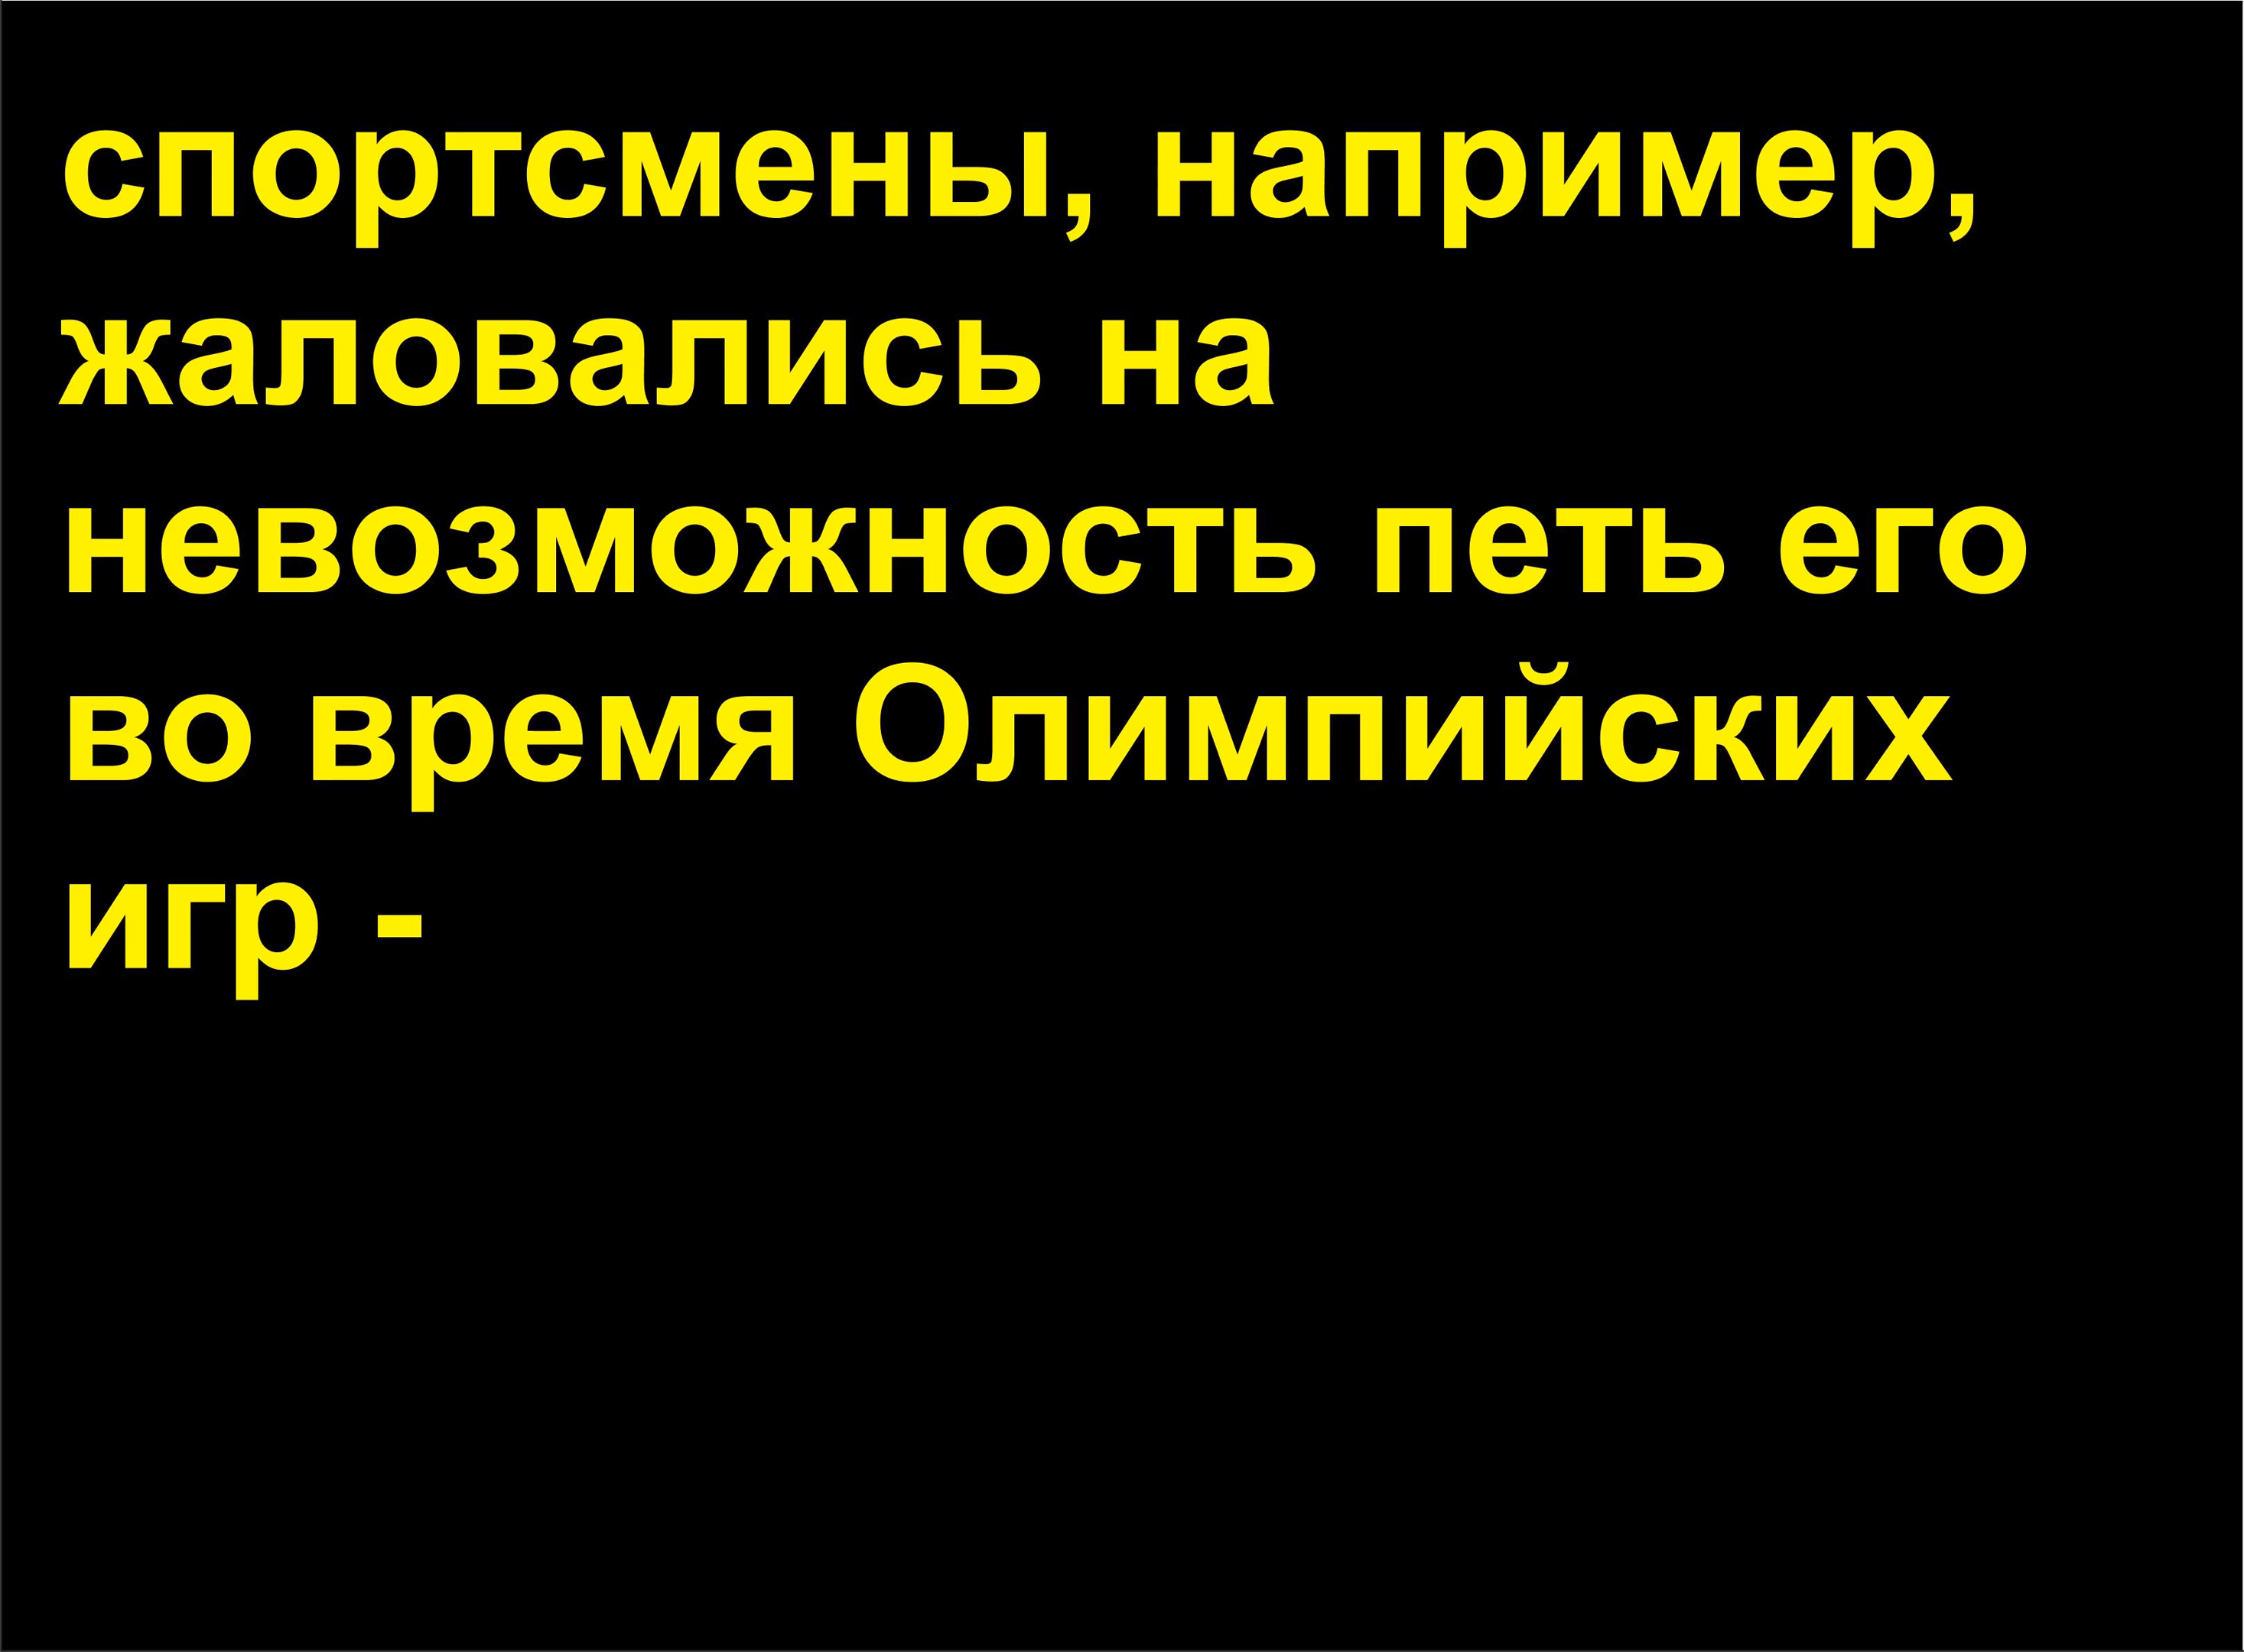 спортсмены, например,
жаловались на
невозможность петь его
во время Олимпийских
игр -